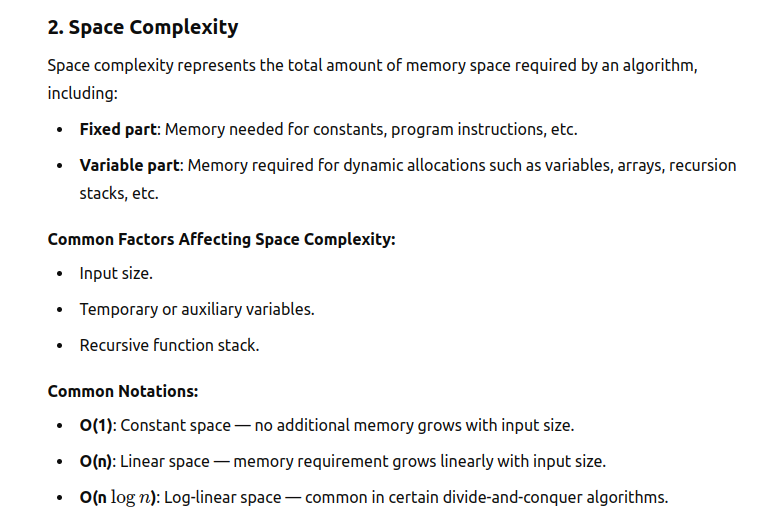 2. Space Complexity
Space complexity represents the total amount of memory space required by an algorithm,
including:
• Fixed part: Memory needed for constants, program instructions, etc.
• Variable part: Memory required for dynamic allocations such as variables, arrays, recursion
stacks, etc.
Common Factors Affecting Space Complexity:
• Input size.
• Temporary or auxiliary variables.
• Recursive function stack.
Common Notations:
• O(1): Constant space — no additional memory grows with input size.
• O(n): Linear space — memory requirement grows linearly with input size.
• O(n log n): Log-linear space — common in certain divide-and-conquer algorithms.